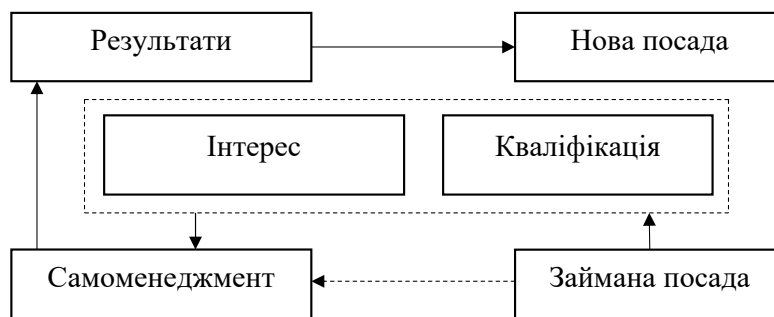 Результати
Нова посада
Інтерес
Кваліфікація
Самоменеджмент
Займана посада